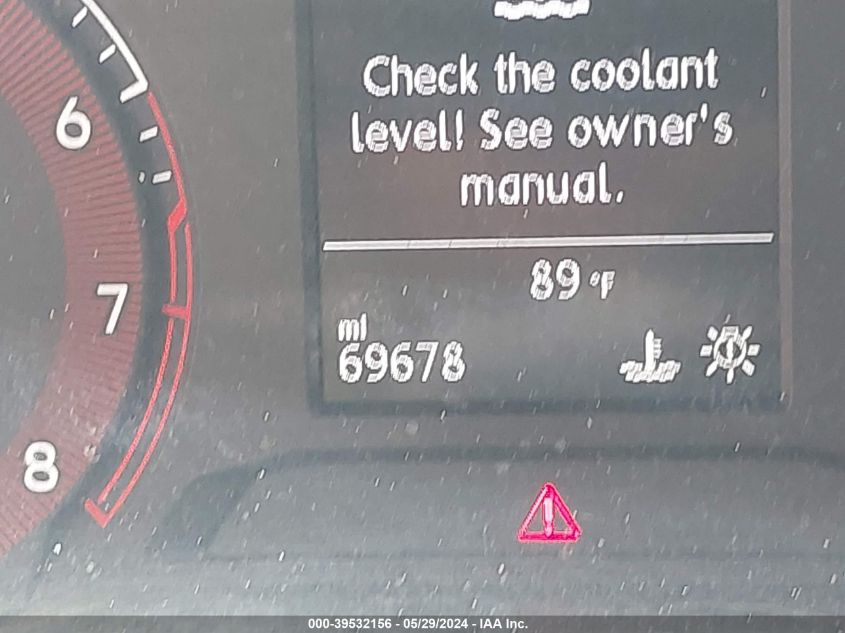 6
7
8
Check the coolant
level! See owner's
manual.
89 °F
mi
69678
000-39532156 - 05/29/2024 - IAA Inc.